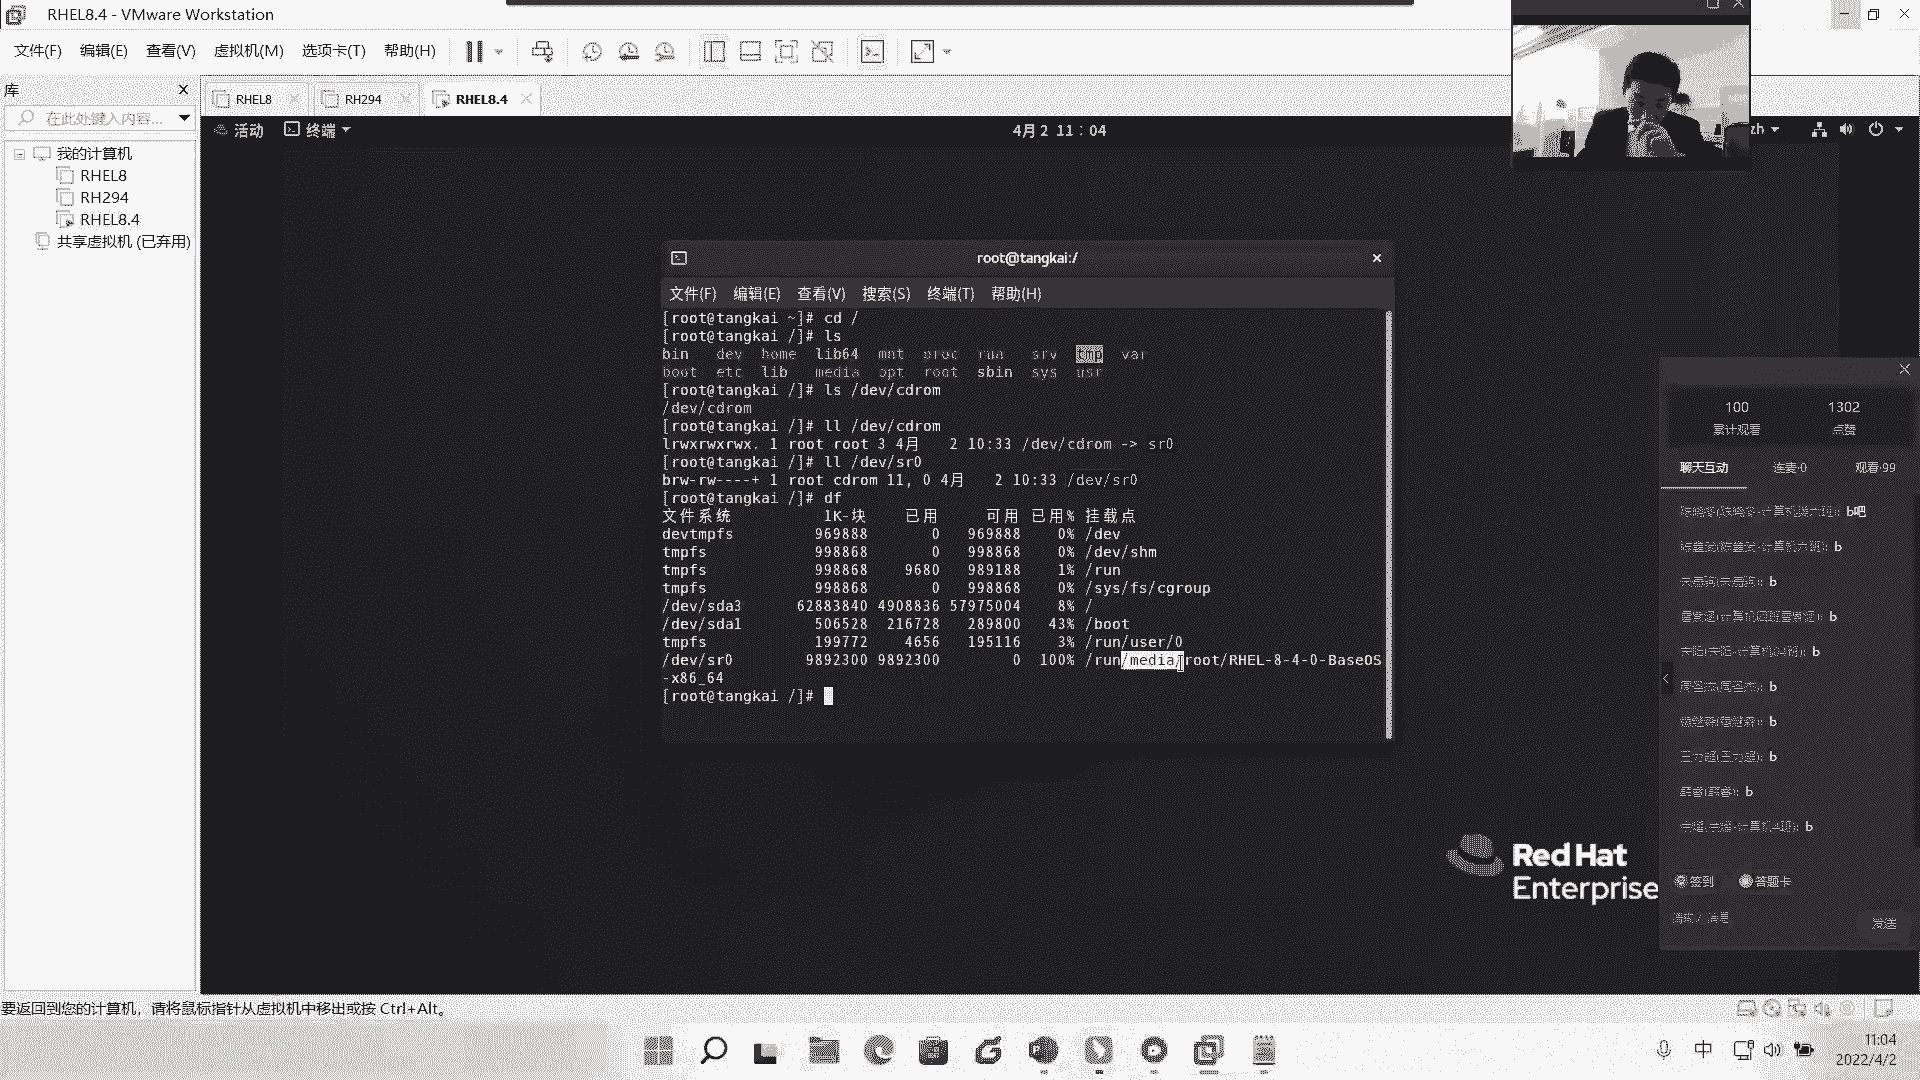 RHEL8.4 - VMware Workstation
文件(F) 编辑(E) 查看(V) 虚拟机(M) 选项卡(T) 帮助(H)
库
在此处键入内容...
我的计算机
RHEL8
RH294
RHEL8.4
共享虚拟机 (已弃用)
RHEL8 RH294 RHEL8.4
活动 终端 4月 2 11：04 zh
root@tangkai:/
文件(F) 编辑(E) 查看(V) 搜索(S) 终端(T) 帮助(H)
[root@tangkai ~]# cd /
[root@tangkai /]# ls
bin dev home lib64 mnt proc run srv tmp var
boot etc lib media opt root sbin sys usr
[root@tangkai /]# ls /dev/cdrom
/dev/cdrom
[root@tangkai /]# ll /dev/cdrom
lrwxrwxrwx. 1 root root 3 4月 2 10:33 /dev/cdrom -> sr0
[root@tangkai /]# ll /dev/sr0
brw-rw----+ 1 root cdrom 11, 0 4月 2 10:33 /dev/sr0
[root@tangkai /]# df
文件系统 1K-块 已用 可用 已用% 挂载点
devtmpfs 969888 0 969888 0% /dev
tmpfs 998868 0 998868 0% /dev/shm
tmpfs 998868 9680 989188 1% /run
tmpfs 998868 0 998868 0% /sys/fs/cgroup
/dev/sda3 62883840 4908836 57975004 8% /
/dev/sda1 506528 216728 289800 43% /boot
tmpfs 199772 4656 195116 3% /run/user/0
/dev/sr0 9892300 9892300 0 100% /run/media/root/RHEL-8-4-0-BaseOS
-x86_64
[root@tangkai /]#
Red Hat
Enterprise
100 1302
累计观看 点赞
聊天互动 连麦·0 观看·99
b吧
b
b
b
b
b
b
b
b
b
签到 答题卡
发送
要返回到您的计算机，请将鼠标指针从虚拟机中移出或按 Ctrl+Alt。
中
11:04
2022/4/2